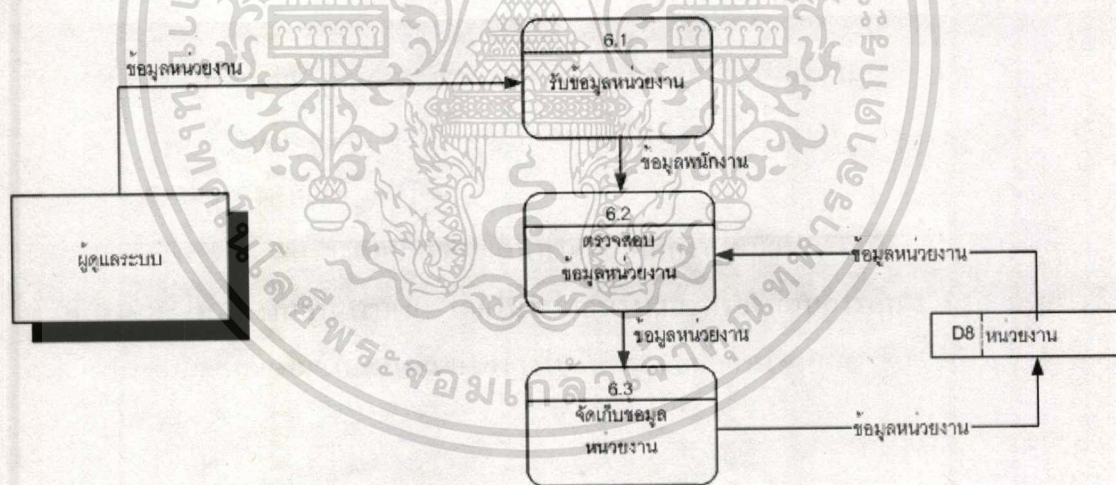 6.1
ข้อมูลหน่วยงาน
รับข้อมูลหน่วยงาน
ข้อมูลพนักงาน
6.2
ตรวจสอบ
ข้อมูลหน่วยงาน
ผู้ดูแลระบบ
ข้อมูลหน่วยงาน
ข้อมูลหน่วยงาน
D8 หน่วยงาน
6.3
จัดเก็บข้อมูล
หน่วยงาน
ข้อมูลหน่วยงาน